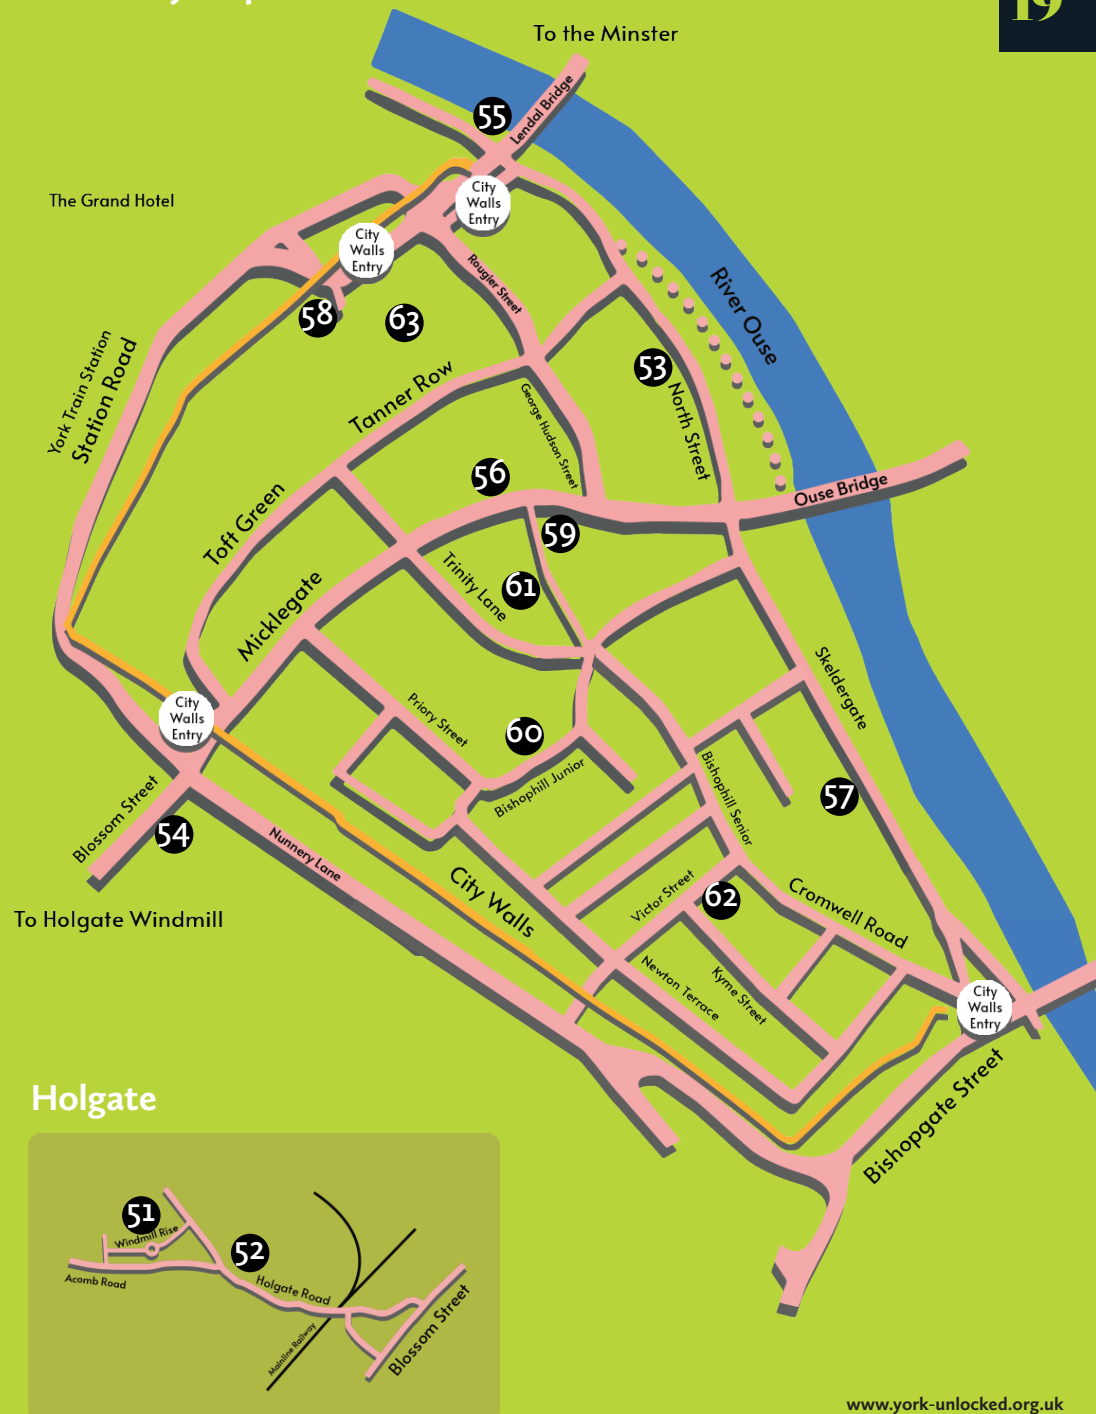 19
To the Minster
Lendal Bridge
55
The Grand Hotel
City
Walls
Entry
City
Walls
Entry
Rougier Street
River Ouse
58
63
53
North Street
York Train Station
Station Road
Tanner Row
George Hudson Street
56
Ouse Bridge
Toft Green
59
Micklegate
Trinity Lane
61
Skeldergate
City
Walls
Entry
Priory Street
60
Bishophill Junior
Bishophill Senior
57
Blossom Street
54
Nunnery Lane
City Walls
Victor Street
62
Cromwell Road
To Holgate Windmill
Newton Terrace
Kyme Street
City
Walls
Entry
Bishopgate Street
Holgate
51
Windmill Rise
52
Acomb Road
Holgate Road
Mainline Railway
Blossom Street
www.york-unlocked.org.uk